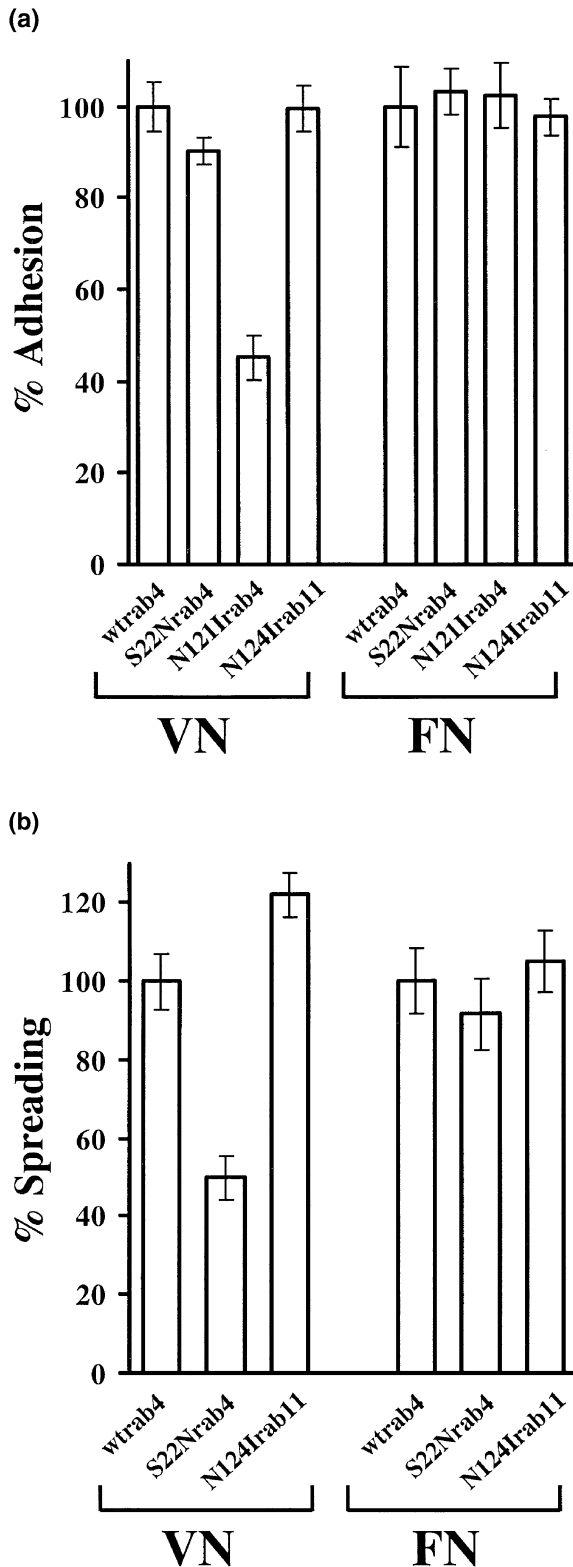 (a)
% Adhesion
100
80
60
40
20
0
wtrab4
S22Nrab4
N121Irab4
N124Irab11
wtrab4
S22Nrab4
N121Irab4
N124Irab11
VN
FN
(b)
% Spreading
120
100
80
60
40
20
0
wtrab4
S22Nrab4
N124Irab11
wtrab4
S22Nrab4
N124Irab11
VN
FN